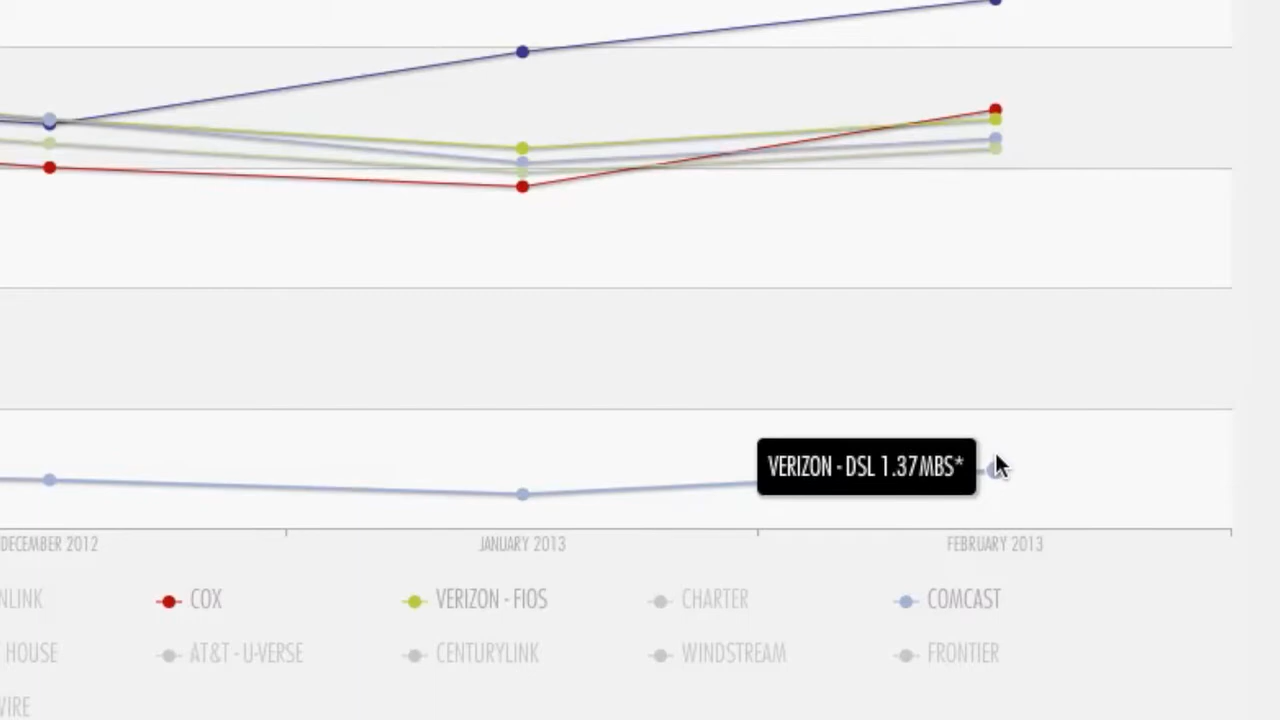 VERIZON - DSL 1.37MBS*
DECEMBER 2012
JANUARY 2013
FEBRUARY 2013
NLINK
COX
VERIZON - FIOS
CHARTER
COMCAST
HOUSE
AT&T - U-VERSE
CENTURYLINK
WINDSTREAM
FRONTIER
WIRE